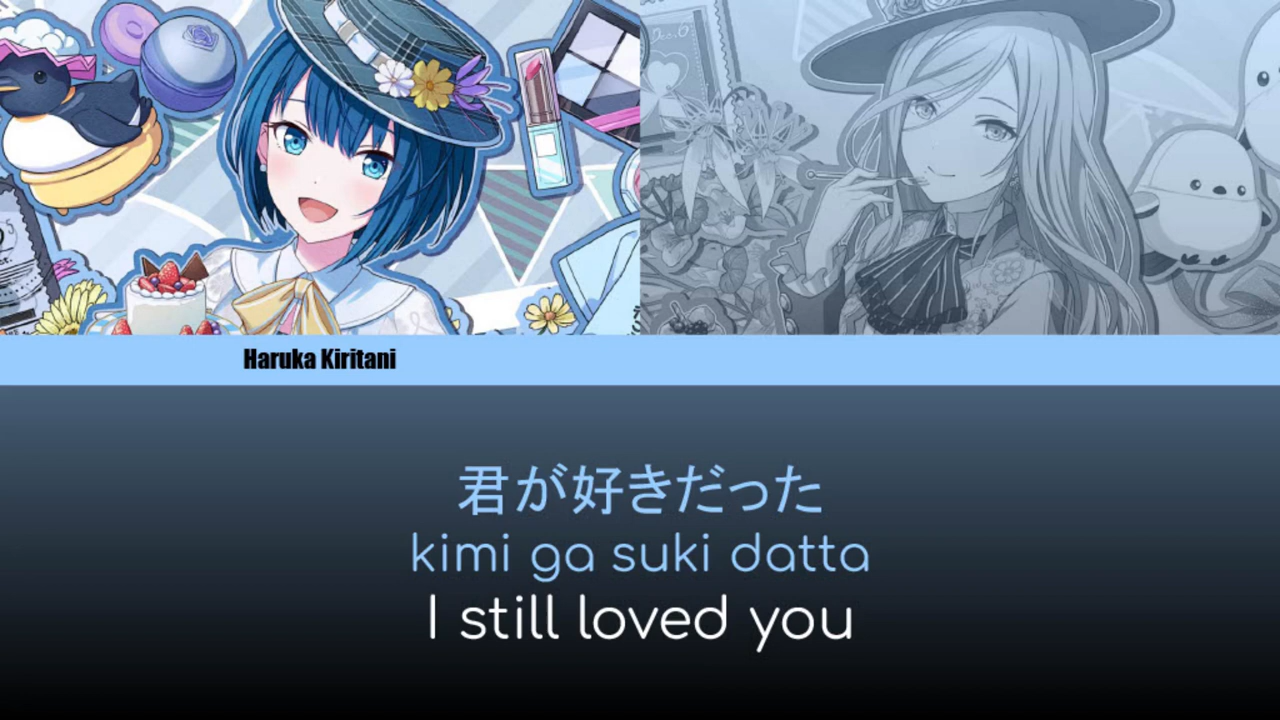 Haruka Kiritani
君が好きだった
kimi ga suki datta
I still loved you